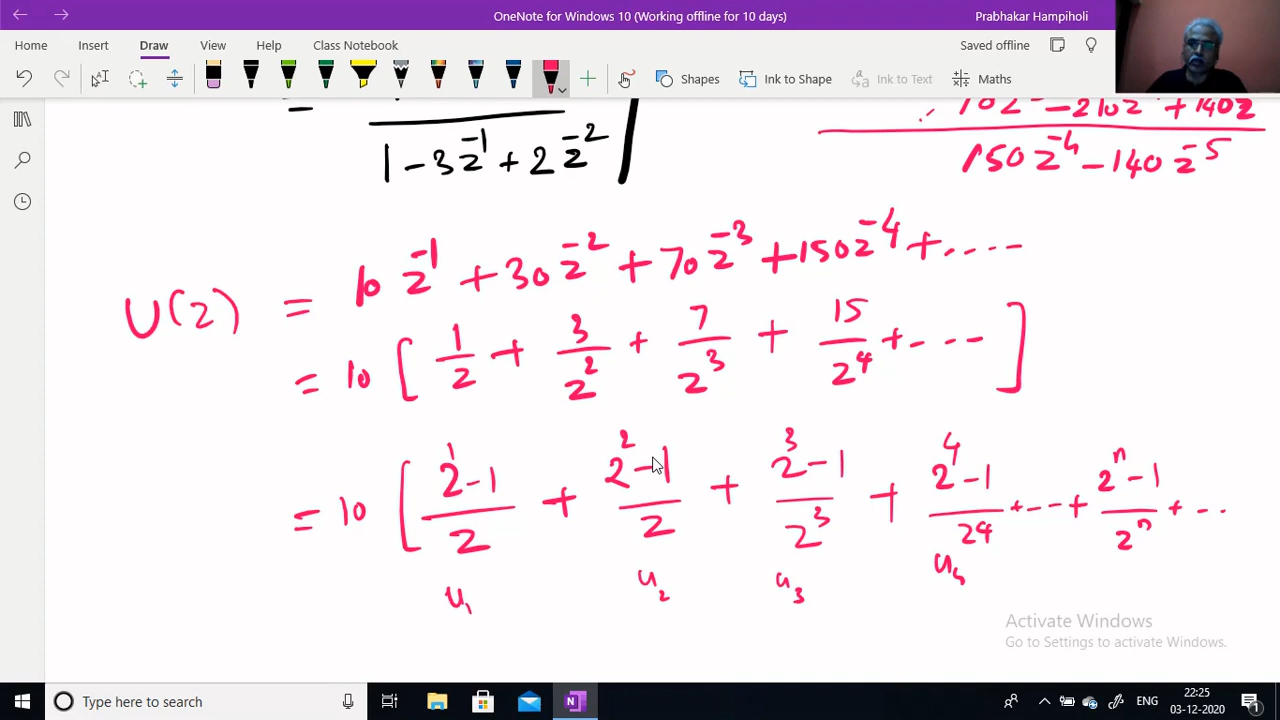 OneNote for Windows 10 (Working offline for 10 days)
Prabhakar Hampiholi
Home Insert Draw View Help Class Notebook
Saved offline
Shapes Ink to Shape Ink to Text Maths
=
1 - 3z^-1 + 2z^-2
- 210z + 140z
150z^-4 - 140z^-5
U(z) = 10z^-1 + 30z^-2 + 70z^-3 + 150z^-4 + ....
= 10 [ 1/z + 3/z^2 + 7/z^3 + 15/z^4 + .... ]
= 10 [ (2^1 - 1)/z + (2^2 - 1)/z + (2^3 - 1)/z^3 + (2^4 - 1)/z^4 + ... + (2^n - 1)/z^n + ..
u1 u2 u3 u4
Activate Windows
Go to Settings to activate Windows.
Type here to search
ENG
22:25
03-12-2020